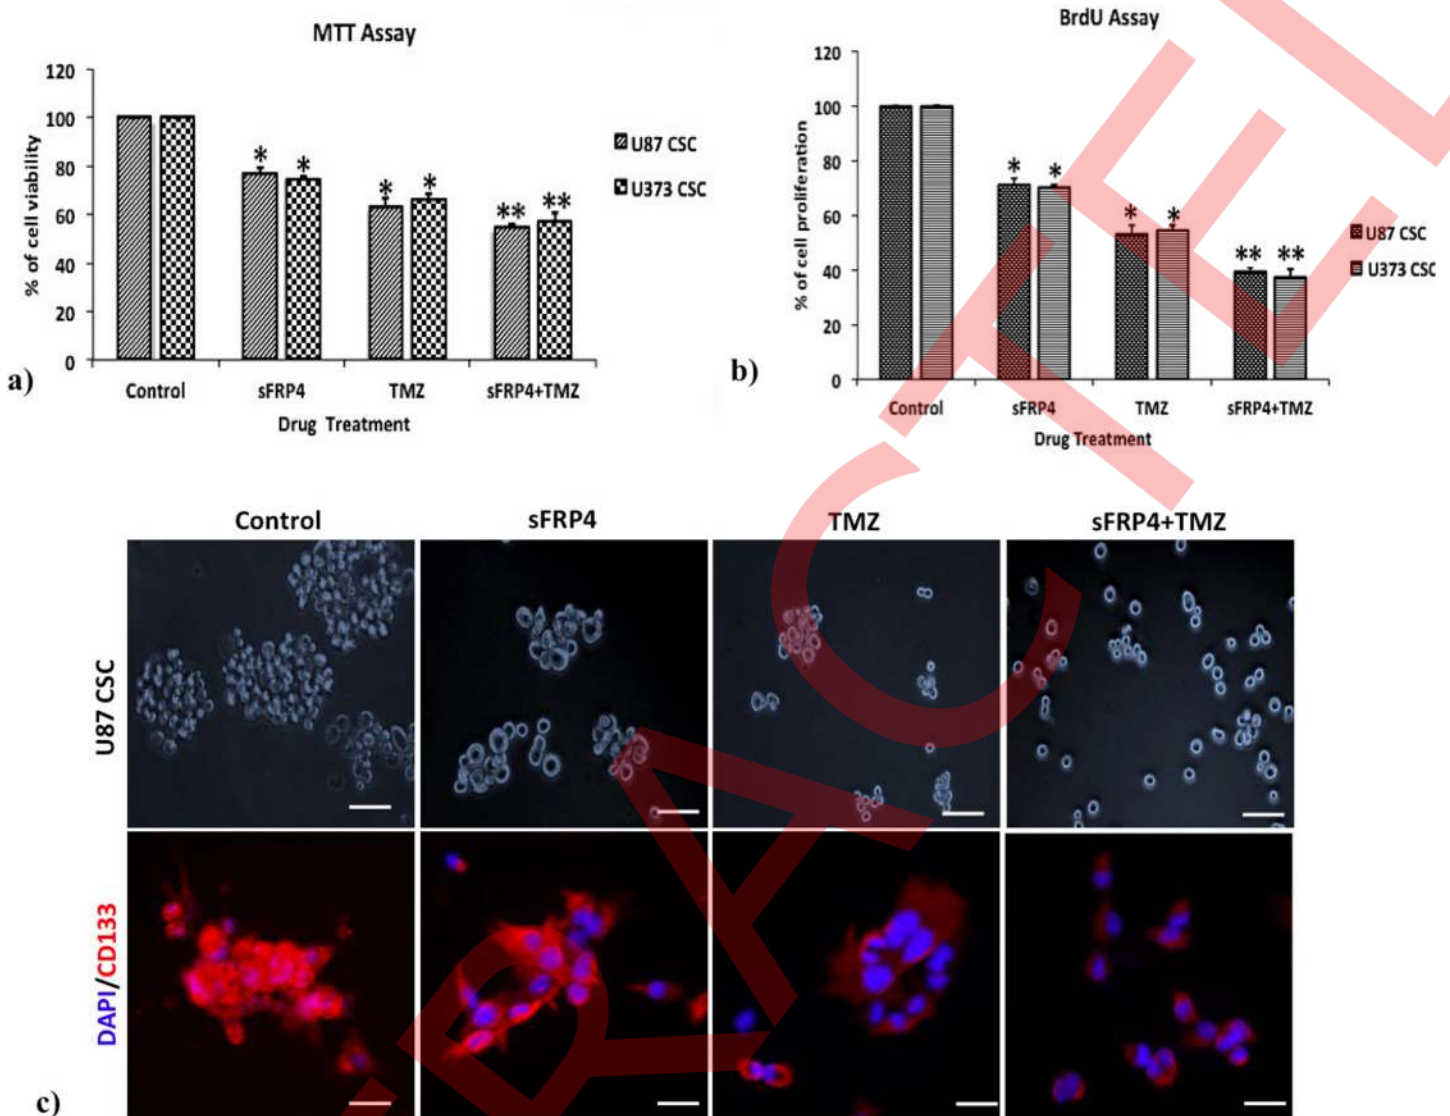 MTT Assay
120
100
80
60
40
20
0
% of cell viability
* * * * ** **
U87 CSC
U373 CSC
Control sFRP4 TMZ sFRP4+TMZ
Drug Treatment
a)
BrdU Assay
120
100
80
60
40
20
0
% of cell proliferation
* * * * ** **
U87 CSC
U373 CSC
Control sFRP4 TMZ sFRP4+TMZ
Drug Treatment
b)
Control sFRP4 TMZ sFRP4+TMZ
U87 CSC
DAPI/CD133
c)
RACTE